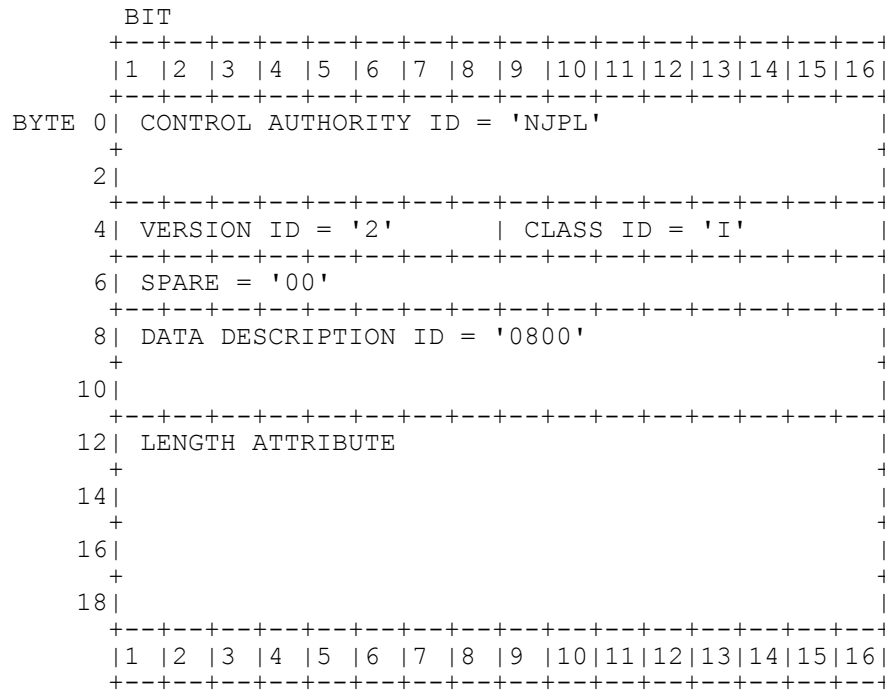 BIT
+--+--+--+--+--+--+--+--+--+--+--+--+--+--+--+--+
|1 |2 |3 |4 |5 |6 |7 |8 |9 |10|11|12|13|14|15|16|
+--+--+--+--+--+--+--+--+--+--+--+--+--+--+--+--+
BYTE 0| CONTROL AUTHORITY ID = 'NJPL' |
+ +
2| |
+--+--+--+--+--+--+--+--+--+--+--+--+--+--+--+--+
4| VERSION ID = '2' | CLASS ID = 'I' |
+--+--+--+--+--+--+--+--+--+--+--+--+--+--+--+--+
6| SPARE = '00' |
+--+--+--+--+--+--+--+--+--+--+--+--+--+--+--+--+
8| DATA DESCRIPTION ID = '0800' |
+ +
10| |
+--+--+--+--+--+--+--+--+--+--+--+--+--+--+--+--+
12| LENGTH ATTRIBUTE |
+ +
14| |
+ +
16| |
+ +
18| |
+--+--+--+--+--+--+--+--+--+--+--+--+--+--+--+--+
|1 |2 |3 |4 |5 |6 |7 |8 |9 |10|11|12|13|14|15|16|
+--+--+--+--+--+--+--+--+--+--+--+--+--+--+--+--+